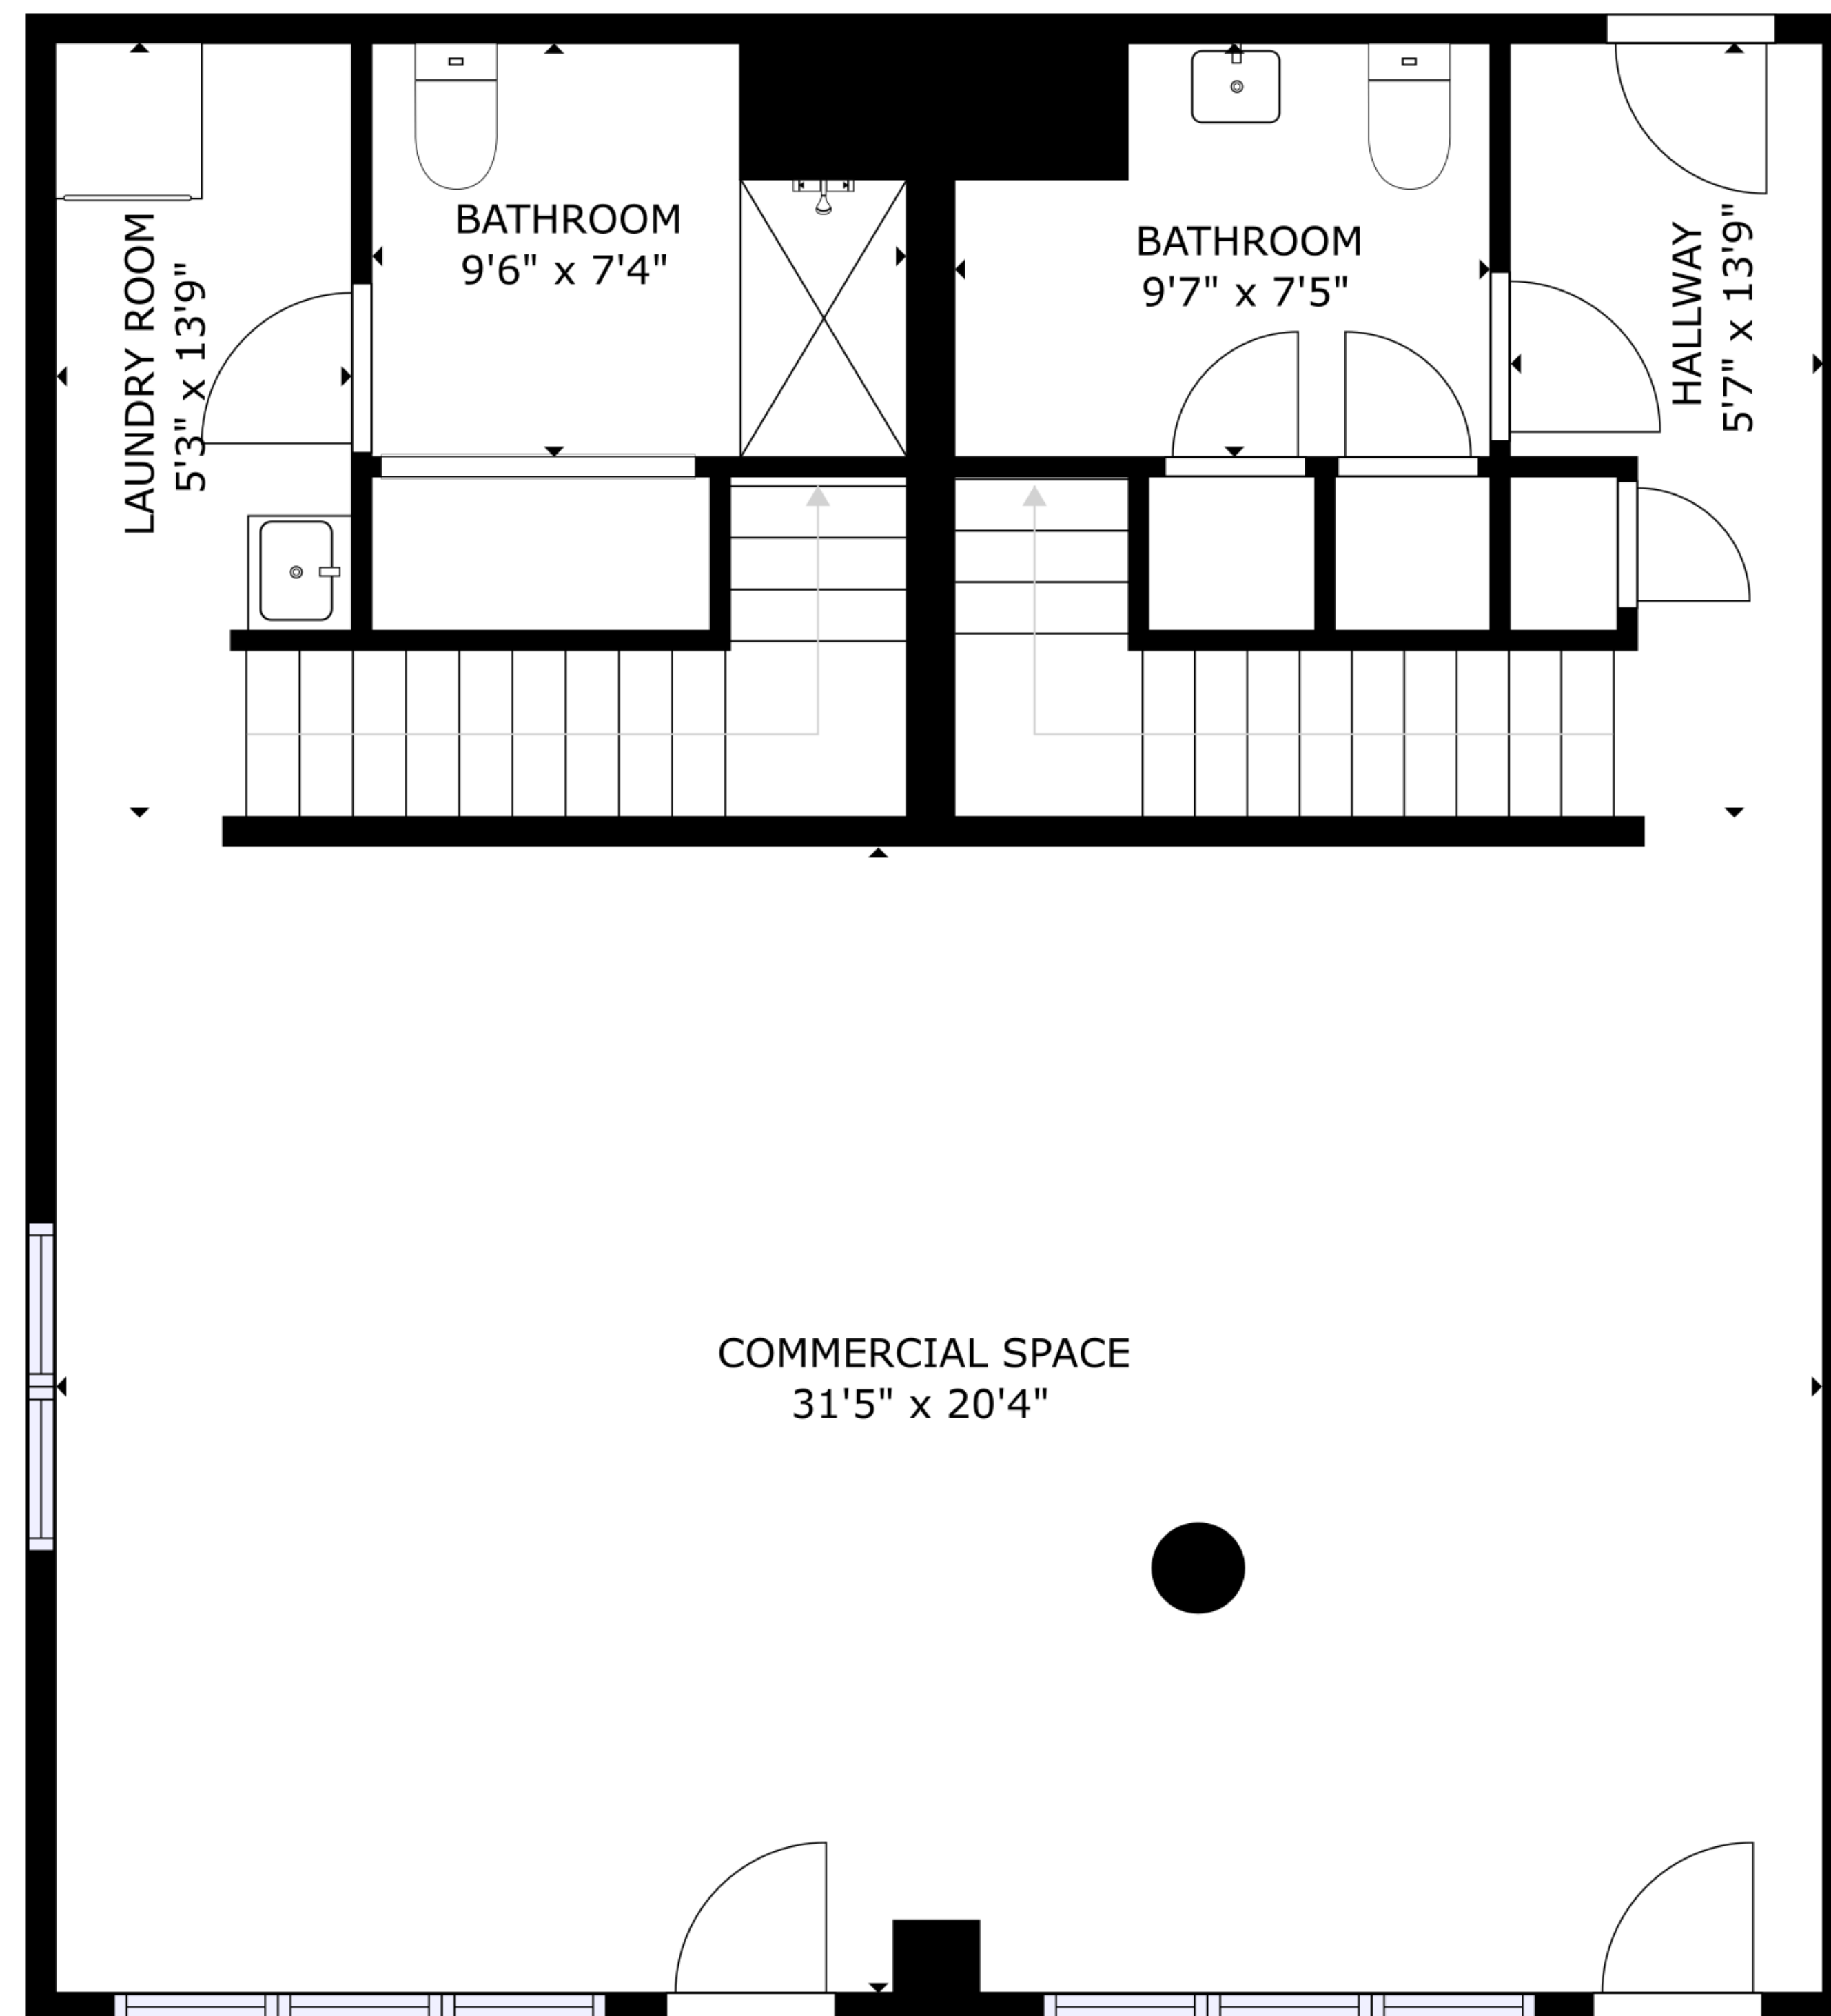 LAUNDRY ROOM
5'3" x 13'9"
BATHROOM
9'6" x 7'4"
BATHROOM
9'7" x 7'5"
HALLWAY
5'7" x 13'9"
COMMERCIAL SPACE
31'5" x 20'4"